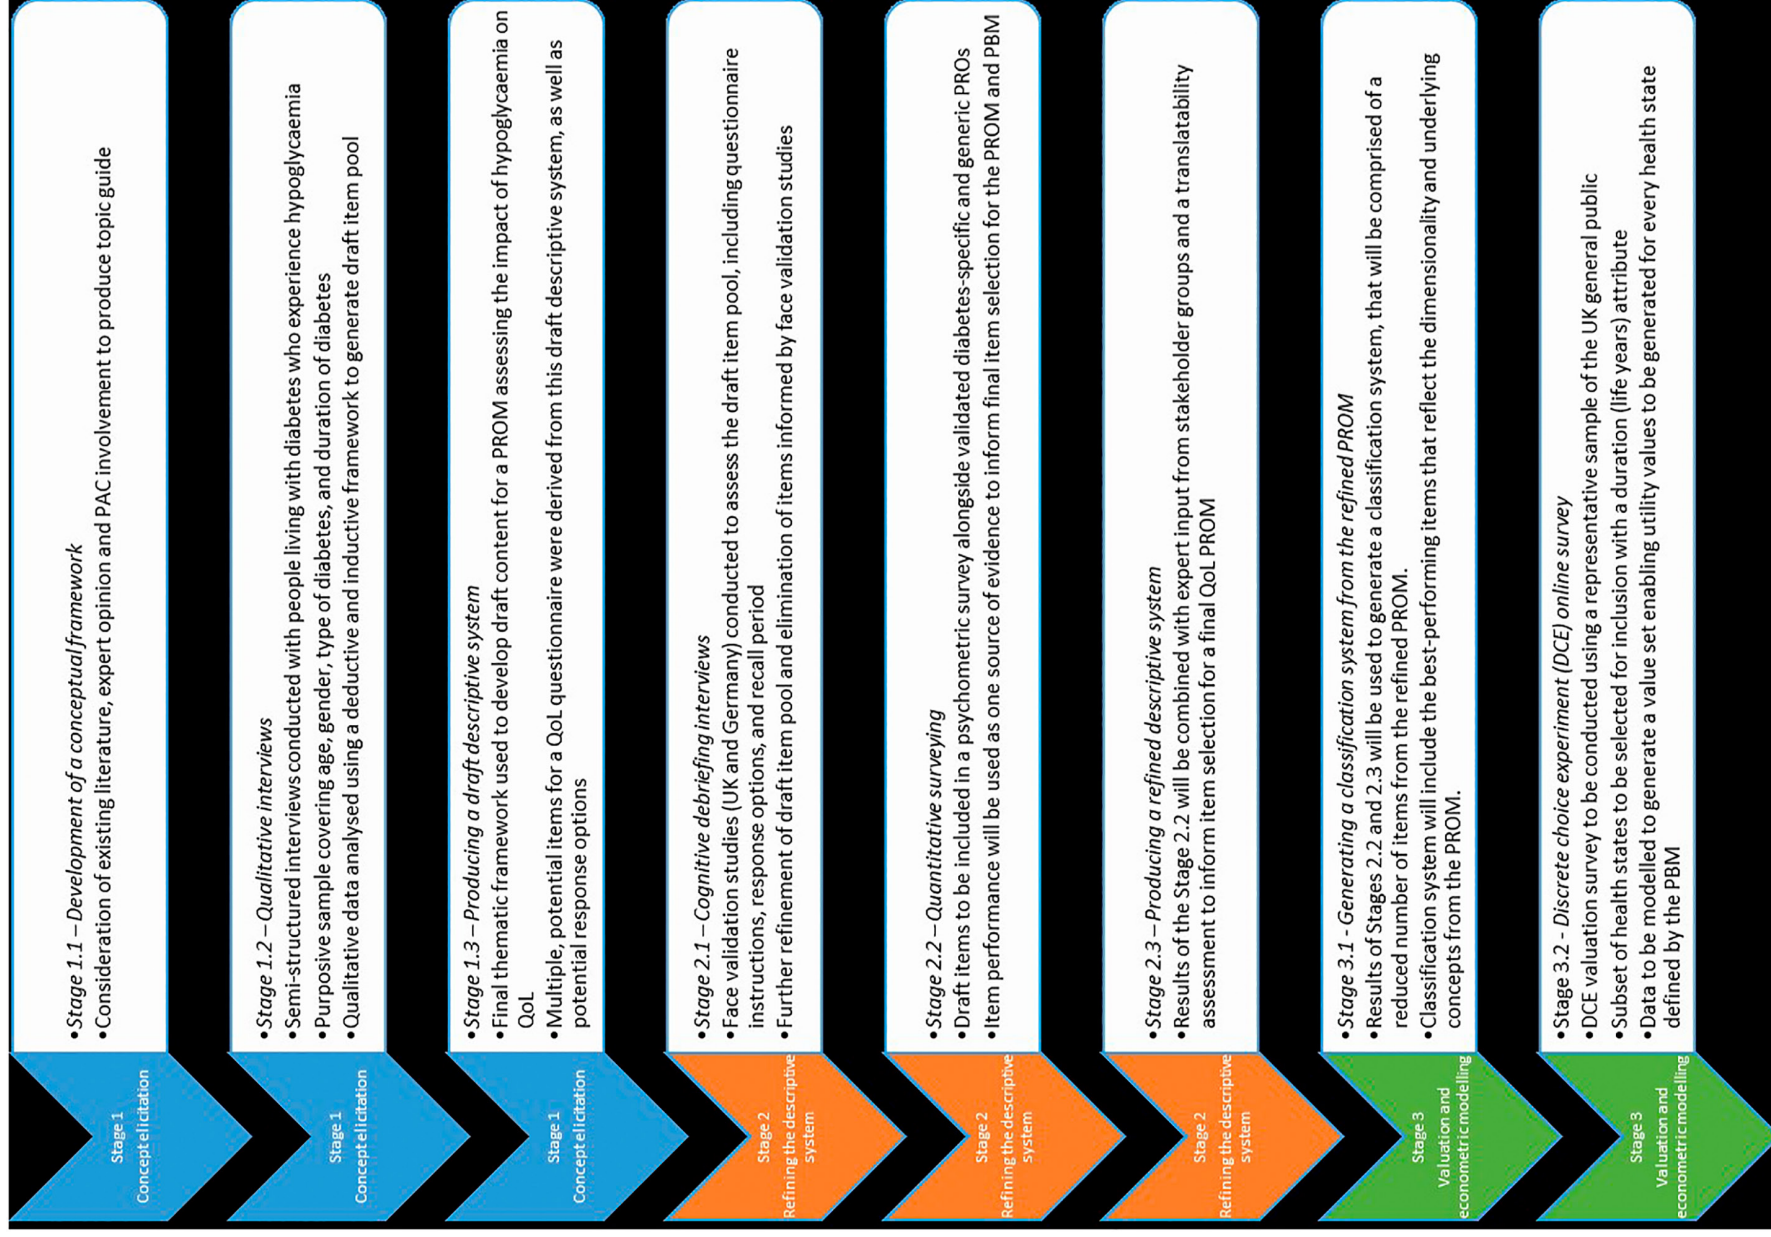 Stage 1
Concept elicitation
•Stage 1.1 – Development of a conceptual framework
•Consideration of existing literature, expert opinion and PAC involvement to produce topic guide
Stage 1
Concept elicitation
•Stage 1.2 – Qualitative interviews
•Semi-structured interviews conducted with people living with diabetes who experience hypoglycaemia
•Purposive sample covering age, gender, type of diabetes, and duration of diabetes
•Qualitative data analysed using a deductive and inductive framework to generate draft item pool
Stage 1
Concept elicitation
•Stage 1.3 – Producing a draft descriptive system
•Final thematic framework used to develop draft content for a PROM assessing the impact of hypoglycaemia on
QoL
•Multiple, potential items for a QoL questionnaire were derived from this draft descriptive system, as well as
potential response options
Stage 2
Refining the descriptive
system
•Stage 2.1 – Cognitive debriefing interviews
•Face validation studies (UK and Germany) conducted to assess the draft item pool, including questionnaire
instructions, response options, and recall period
•Further refinement of draft item pool and elimination of items informed by face validation studies
Stage 2
Refining the descriptive
system
•Stage 2.2 – Quantitative surveying
•Draft items to be included in a psychometric survey alongside validated diabetes-specific and generic PROs
•Item performance will be used as one source of evidence to inform final item selection for the PROM and PBM
Stage 2
Refining the descriptive
system
•Stage 2.3 – Producing a refined descriptive system
•Results of the Stage 2.2 will be combined with expert input from stakeholder groups and a translatability
assessment to inform item selection for a final QoL PROM
Stage 3
Valuation and
econometric modelling
•Stage 3.1 - Generating a classification system from the refined PROM
•Results of Stages 2.2 and 2.3 will be used to generate a classification system, that will be comprised of a
reduced number of items from the refined PROM.
•Classification system will include the best-performing items that reflect the dimensionality and underlying
concepts from the PROM.
Stage 3
Valuation and
econometric modelling
•Stage 3.2 - Discrete choice experiment (DCE) online survey
•DCE valuation survey to be conducted using a representative sample of the UK general public
•Subset of health states to be selected for inclusion with a duration (life years) attribute
•Data to be modelled to generate a value set enabling utility values to be generated for every health state
defined by the PBM